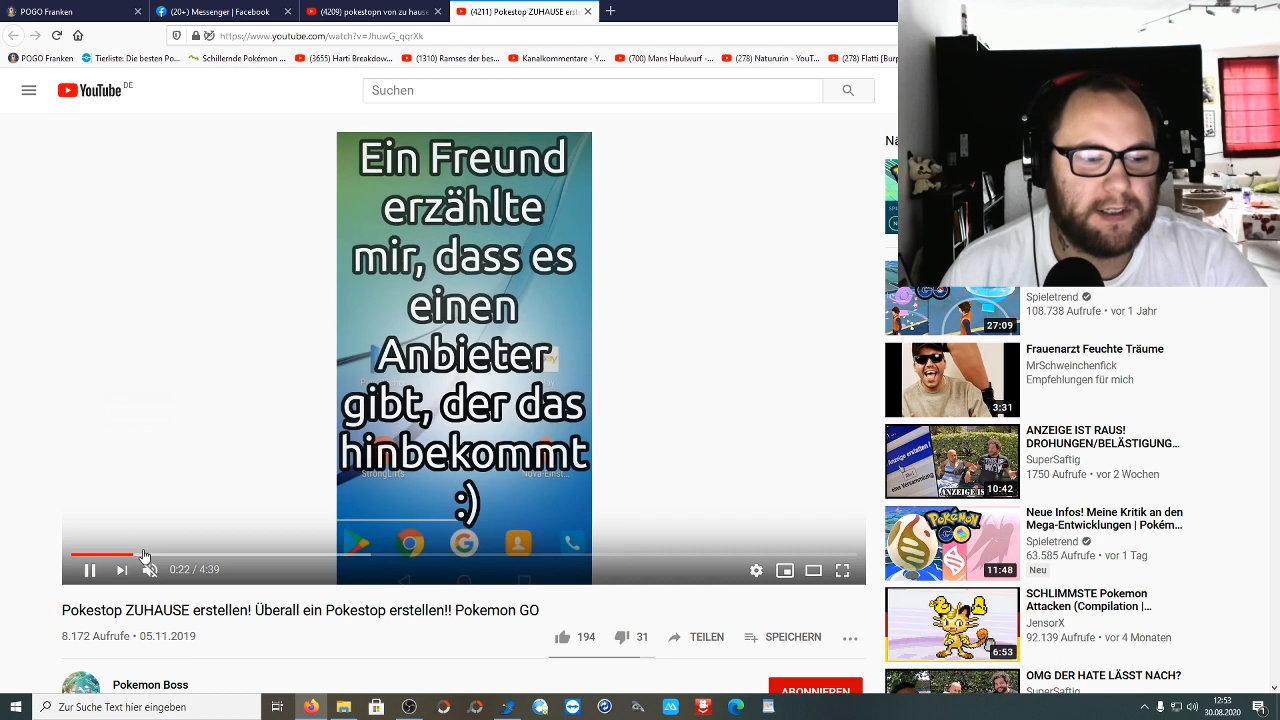 POGO Franken
(20+) Messenger | Facebook
(4209) pokestopn von zu hause
(4211) Pokestop ZUHAUSE erst
https://www.youtube.com/watch?v=JhuwG_qqrXk
POGO Franken
Tierliste: Die besten Po...
Schillernde Pokémon ...
(3655) Harti Breakdow...
(1310) Ramses der bea...
Kanalkommentare - Y...
(700) Mans Haulwurf - ...
(278) Natururin - YouT...
(278) Flatti [Burg
YouTube DE
Suchen
Ein Freund
erzählte
mir, dass es
einen
Anbieter
gibt, der das
hinbekommt
:)
0:22 / 4:39
Pokestop ZUHAUSE erstellen! Überall ein Pokestop erstellen!! Pokemon GO
8.172 Aufrufe • 05.11.2019
194
31
TEILEN
SPEICHERN
Pokemon Boss
ABONNIEREN
27:09
Spieletrend
108.738 Aufrufe • vor 1 Jahr
3:31
Frauenarzt Feuchte Träume
MrSchweinchenfick
Empfehlungen für mich
ANZEIGE IS
10:42
ANZEIGE IST RAUS!
DROHUNGEN/BELÄSTIGUNG...
SuperSaftig
1750 Aufrufe • vor 2 Wochen
POKÉMON
GO
11:48
Neue Infos! Meine Kritik an den
Mega-Entwicklungen | Pokém...
Spieletrend
63.585 Aufrufe • vor 1 Tag
Neu
6:53
SCHLIMMSTE Pokemon
Attacken (Compilation |...
JensorX
92.139 Aufrufe • vor 4 Monaten
OMG DER HATE LÄSST NACH?
SuperSaftig
Zur Suche Text hier eingeben
12:53
30.08.2020